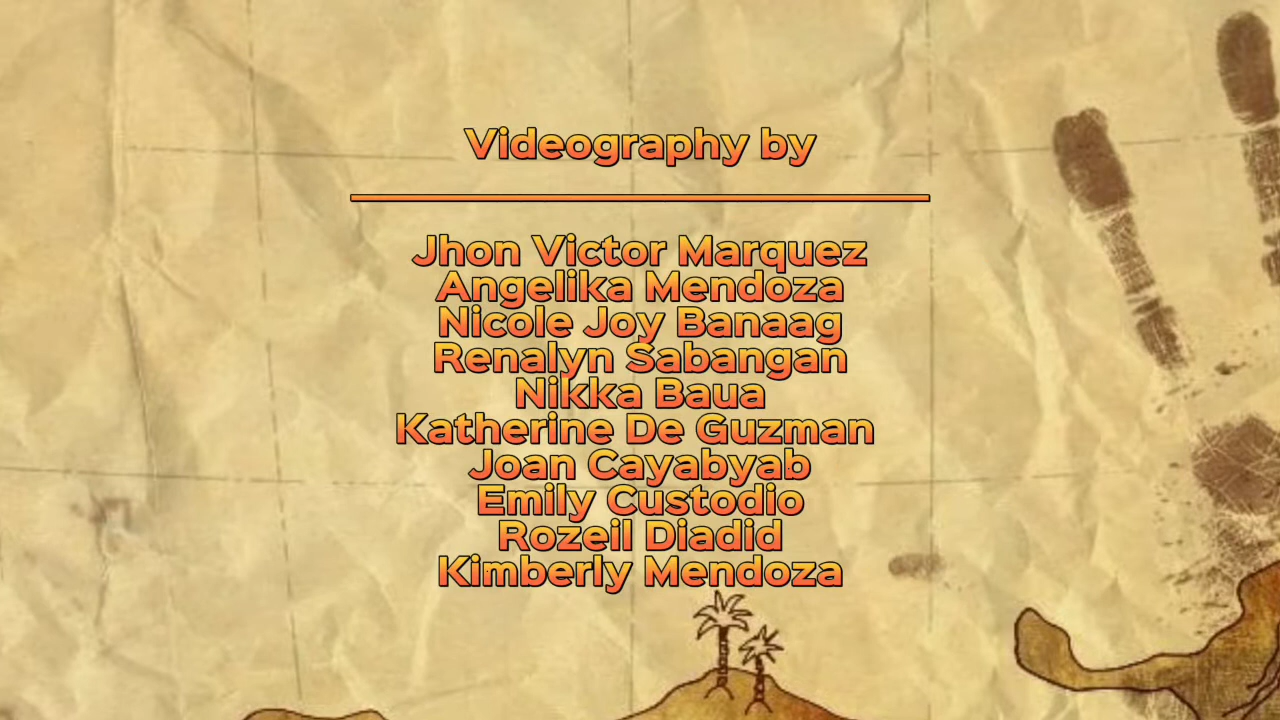 Videography by
Jhon Victor Marquez
Angelika Mendoza
Nicole Joy Banaag
Renalyn Sabangan
Nikka Baua
Katherine De Guzman
Joan Cayabyab
Emily Custodio
Rozeil Diadid
Kimberly Mendoza